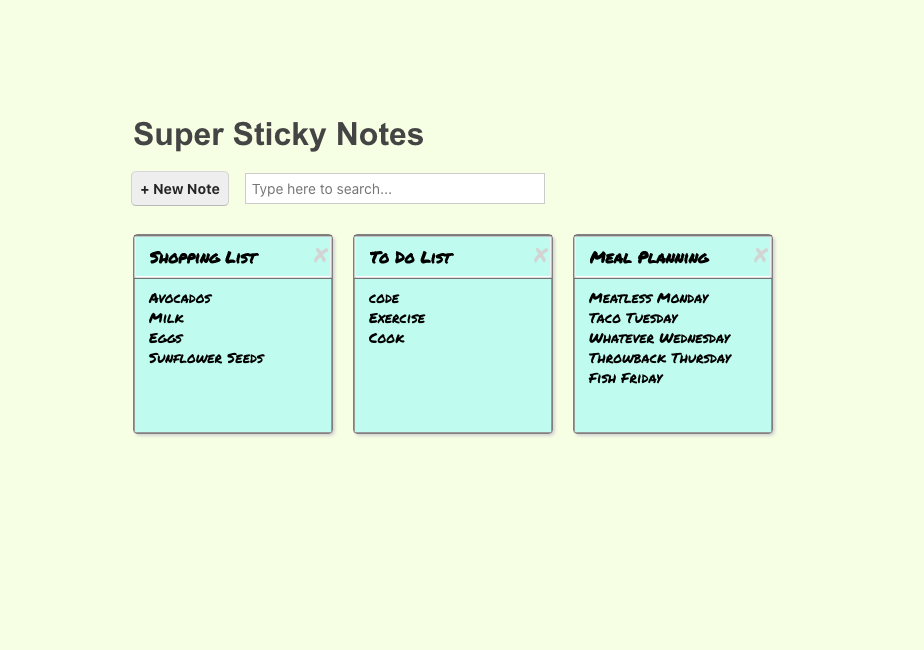 Super Sticky Notes
+ New Note
Type here to search...
Shopping List
Avocados
Milk
Eggs
Sunflower Seeds
To Do List
code
Exercise
Cook
Meal Planning
Meatless Monday
Taco Tuesday
Whatever Wednesday
Throwback Thursday
Fish Friday